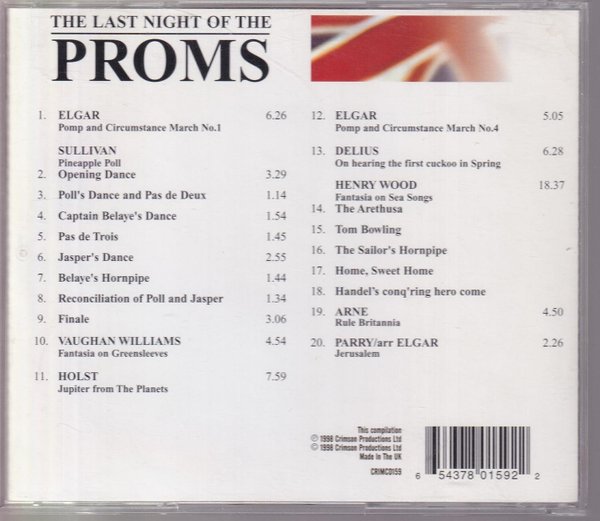 THE LAST NIGHT OF THE
PROMS
1. ELGAR 6.26
Pomp and Circumstance March No.1
SULLIVAN
Pineapple Poll
2. Opening Dance 3.29
3. Poll's Dance and Pas de Deux 1.14
4. Captain Belaye's Dance 1.54
5. Pas de Trois 1.45
6. Jasper's Dance 2.55
7. Belaye's Hornpipe 1.44
8. Reconciliation of Poll and Jasper 1.34
9. Finale 3.06
10. VAUGHAN WILLIAMS 4.54
Fantasia on Greensleeves
11. HOLST 7.59
Jupiter from The Planets
12. ELGAR 5.05
Pomp and Circumstance March No.4
13. DELIUS 6.28
On hearing the first cuckoo in Spring
HENRY WOOD 18.37
Fantasia on Sea Songs
14. The Arethusa
15. Tom Bowling
16. The Sailor's Hornpipe
17. Home, Sweet Home
18. Handel's conq'ring hero come
19. ARNE 4.50
Rule Britannia
20. PARRY/arr ELGAR 2.26
Jerusalem
This compilation
℗ 1998 Crimson Productions Ltd
© 1998 Crimson Productions Ltd
Made in The UK
CRIMCD159
6 54378 01592 2